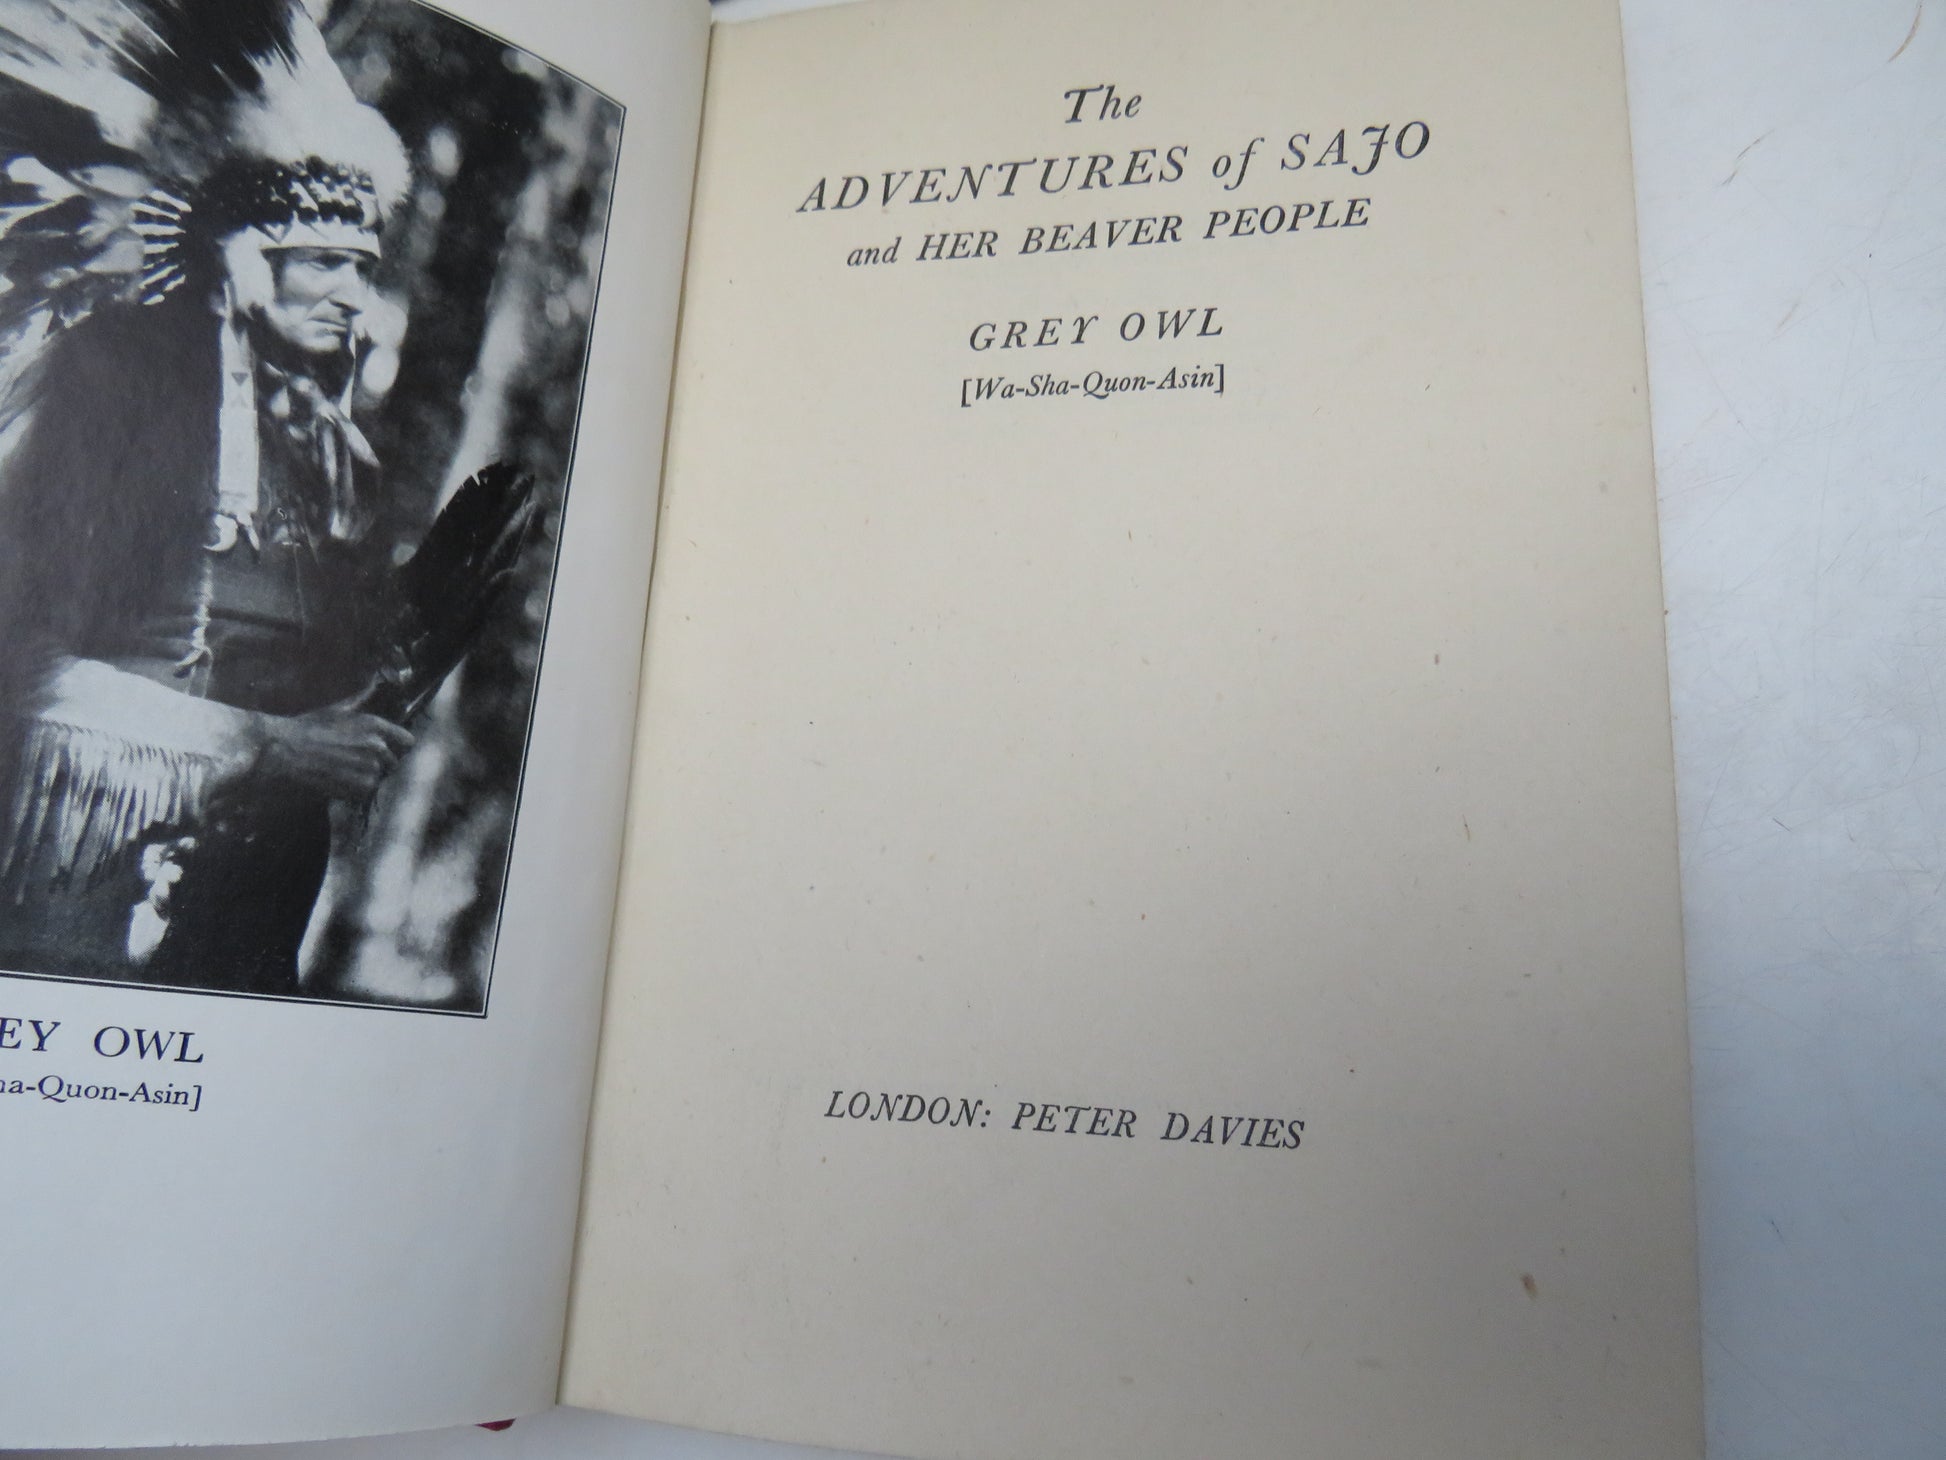 EY OWL
ha-Quon-Asin]
The
ADVENTURES of SAJO
and HER BEAVER PEOPLE
GREY OWL
[Wa-Sha-Quon-Asin]
LONDON: PETER DAVIES